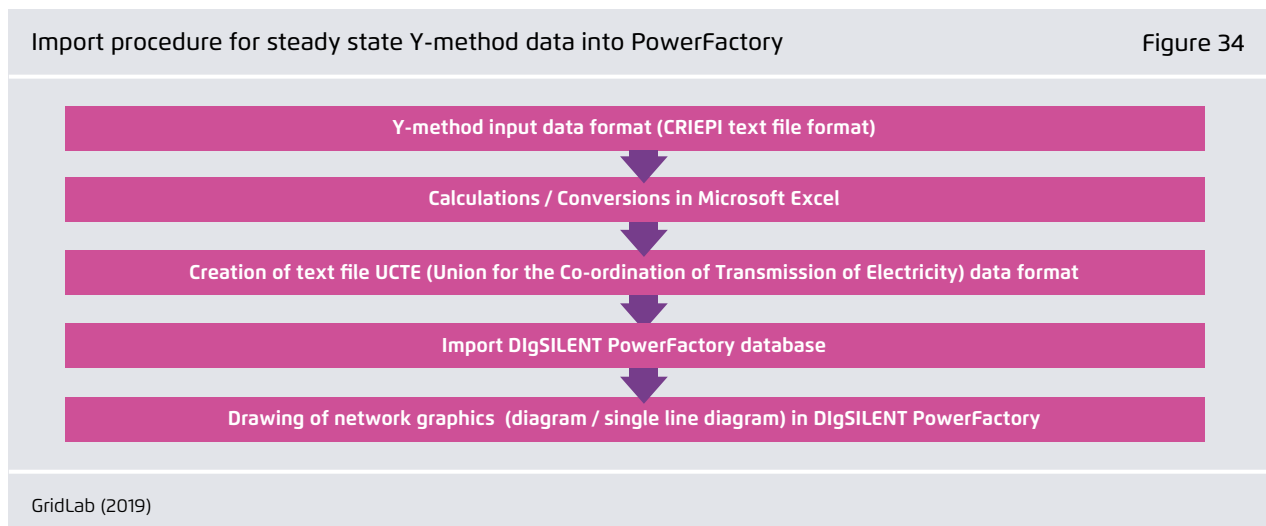 Import procedure for steady state Y-method data into PowerFactory
Figure 34
Y-method input data format (CRIEPI text file format)
Calculations / Conversions in Microsoft Excel
Creation of text file UCTE (Union for the Co-ordination of Transmission of Electricity) data format
Import DIgSILENT PowerFactory database
Drawing of network graphics (diagram / single line diagram) in DIgSILENT PowerFactory
GridLab (2019)